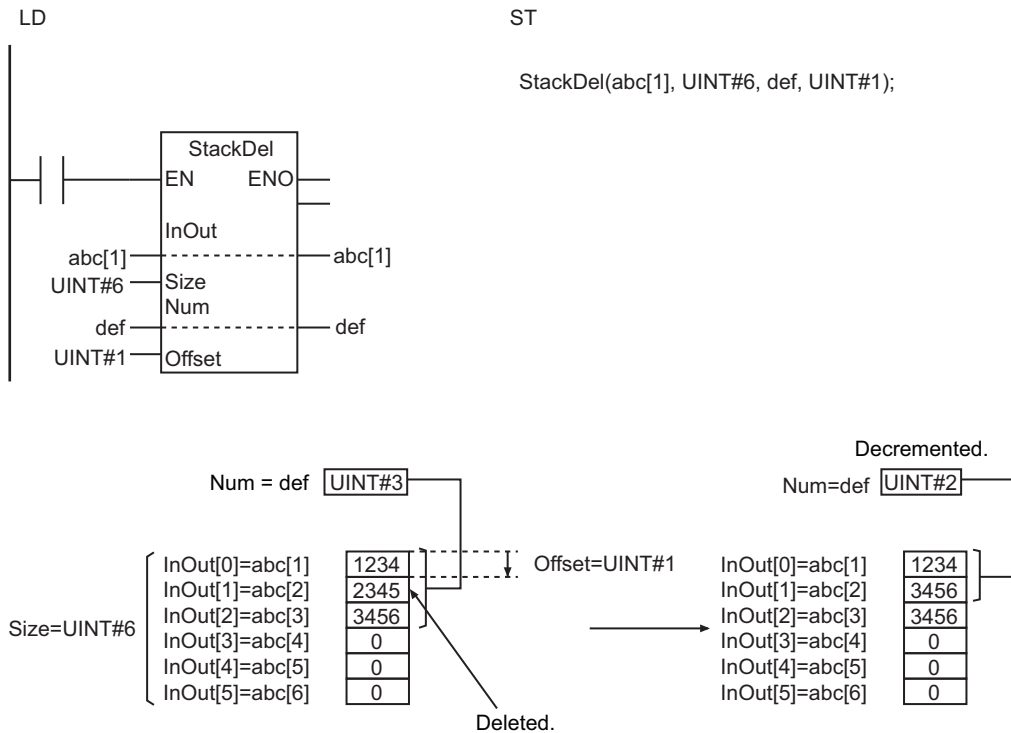 LD
ST
StackDel(abc[1], UINT#6, def, UINT#1);
StackDel
EN ENO
InOut
abc[1] abc[1]
UINT#6 Size
Num
def def
UINT#1 Offset
Decremented.
Num = def UINT#3
Num=def UINT#2
Size=UINT#6
InOut[0]=abc[1] 1234
InOut[1]=abc[2] 2345
InOut[2]=abc[3] 3456
InOut[3]=abc[4] 0
InOut[4]=abc[5] 0
InOut[5]=abc[6] 0
Offset=UINT#1
Deleted.
InOut[0]=abc[1] 1234
InOut[1]=abc[2] 3456
InOut[2]=abc[3] 3456
InOut[3]=abc[4] 0
InOut[4]=abc[5] 0
InOut[5]=abc[6] 0